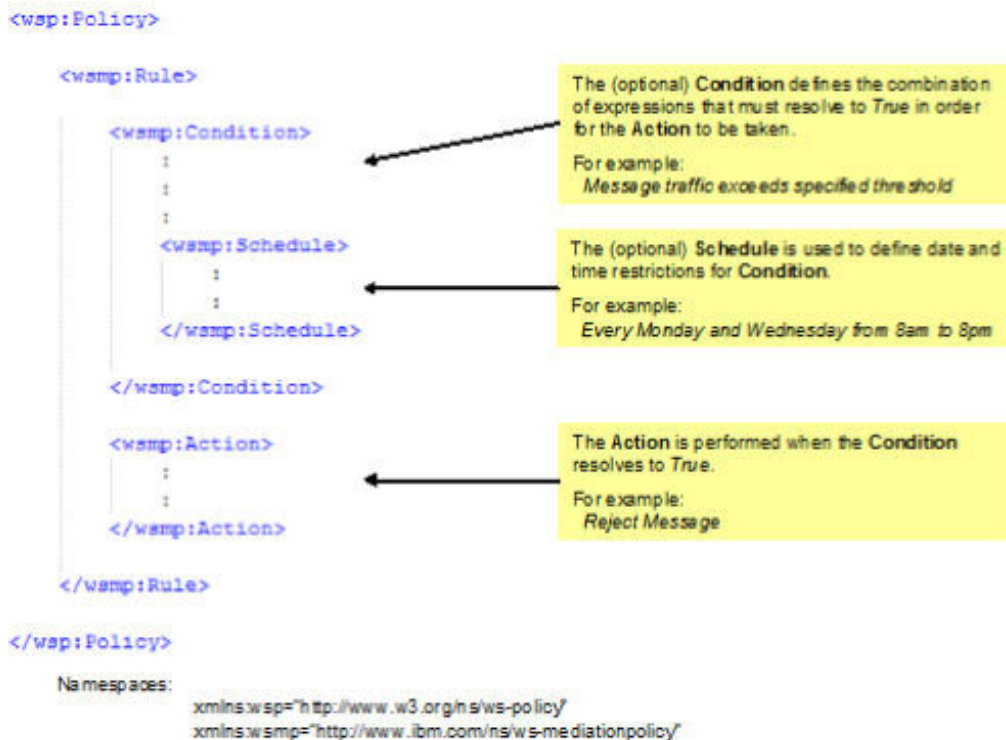 <wsp:Policy>
<wsmp:Rule>
<wsmp:Condition>
:
:
:
<wsmp:Schedule>
:
:
</wsmp:Schedule>
</wsmp:Condition>
<wsmp:Action>
:
:
</wsmp:Action>
</wsmp:Rule>
</wsp:Policy>
The (optional) Condition defines the combination
of expressions that must resolve to True in order
for the Action to be taken.
For example:
Message traffic exceeds specified threshold
The (optional) Schedule is used to define date and
time restrictions for Condition.
For example:
Every Monday and Wednesday from 8am to 8pm
The Action is performed when the Condition
resolves to True.
For example:
Reject Message
Namespaces:
xmlns:wsp="http://www.w3.org/ns/ws-policy"
xmlns:wsmp="http://www.ibm.com/ns/ws-mediationpolicy"